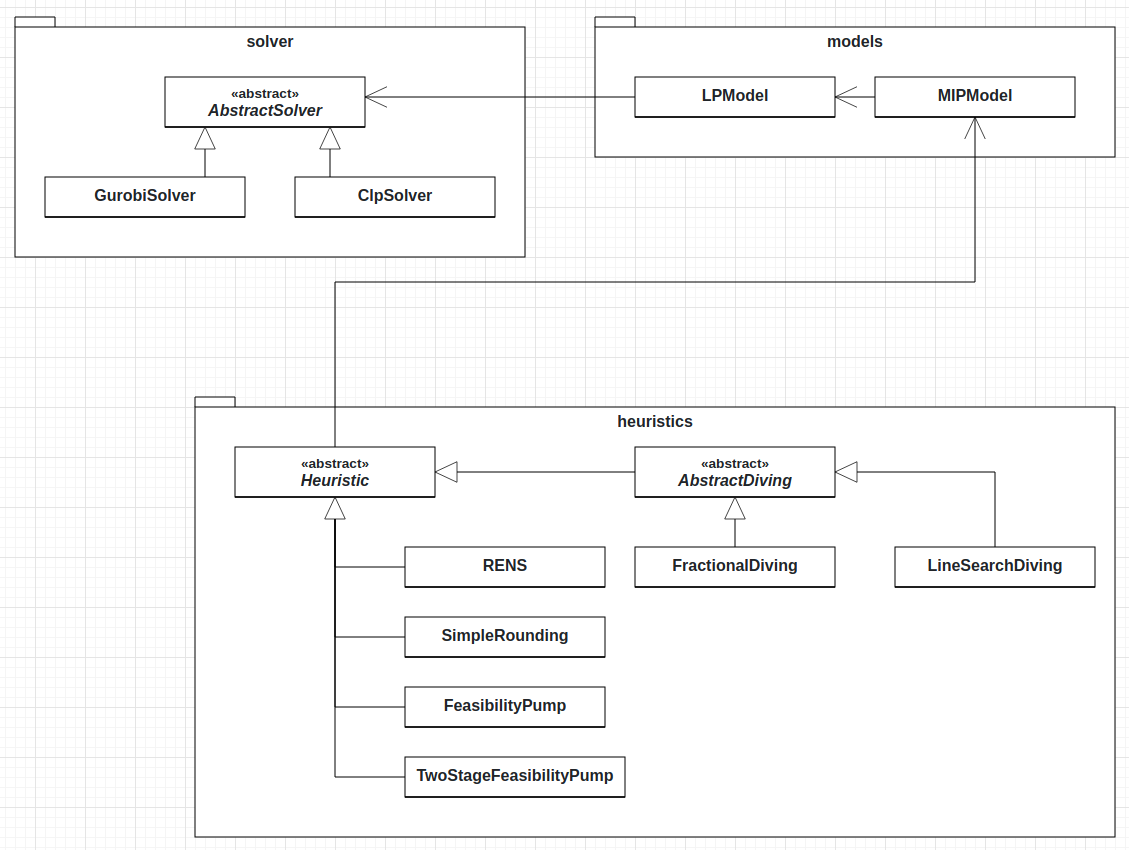 solver
«abstract»
AbstractSolver
GurobiSolver
ClpSolver
models
LPModel
MIPModel
heuristics
«abstract»
Heuristic
«abstract»
AbstractDiving
RENS
FractionalDiving
LineSearchDiving
SimpleRounding
FeasibilityPump
TwoStageFeasibilityPump